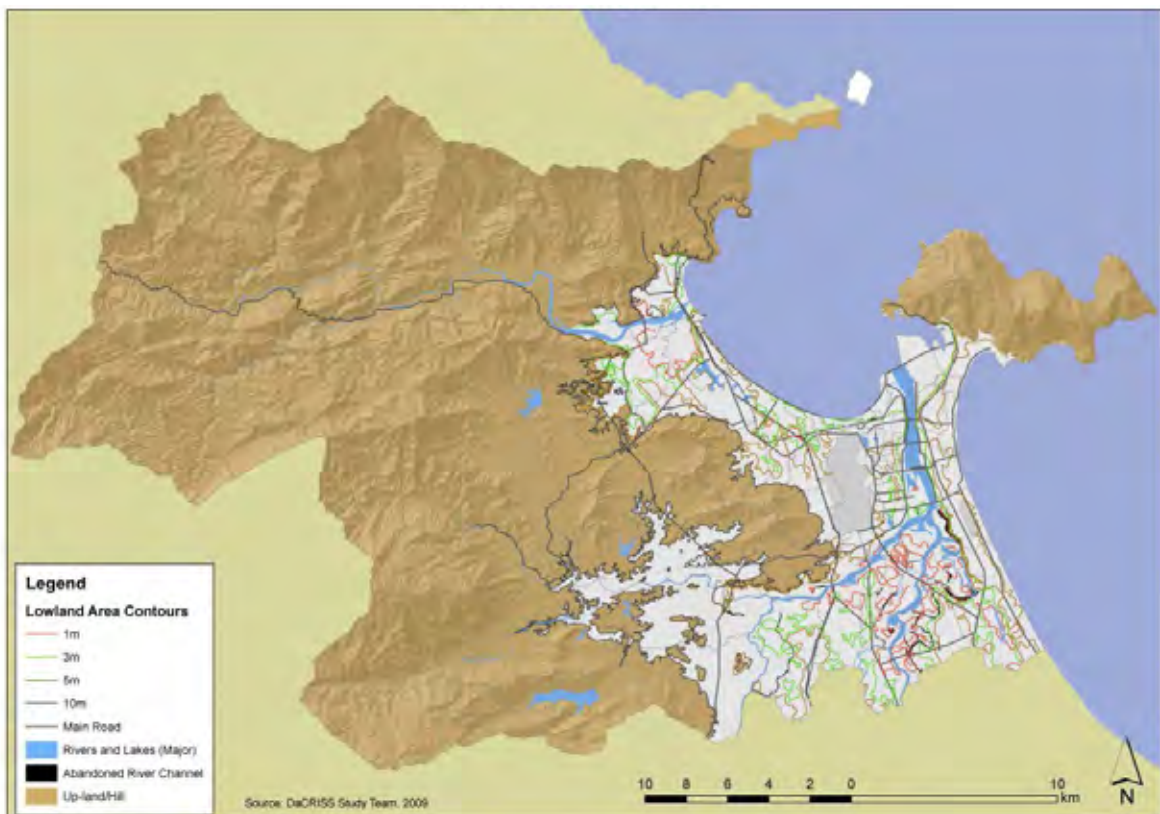 Legend
Lowland Area Contours
1m
3m
5m
10m
Main Road
Rivers and Lakes (Major)
Abandoned River Channel
Up-land/Hill
Source: DaCRISS Study Team, 2009
10 8 6 4 2 0 10
km
N